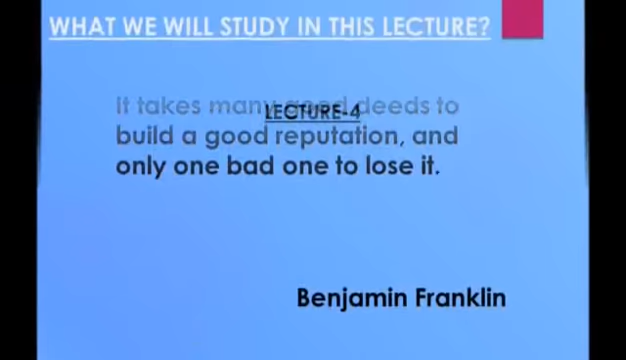 WHAT WE WILL STUDY IN THIS LECTURE?
It takes many good deeds to
LECTURE-4
build a good reputation, and
only one bad one to lose it.
Benjamin Franklin